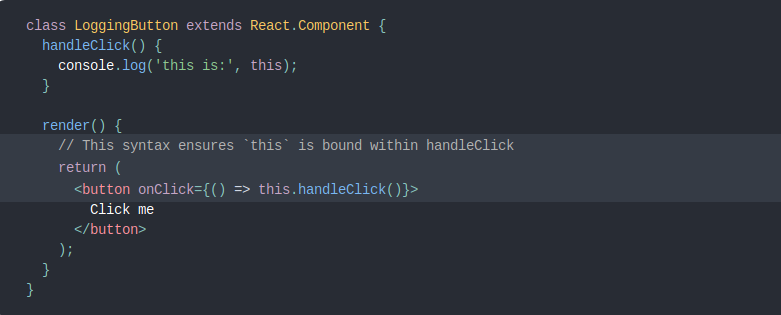 class LoggingButton extends React.Component {
  handleClick() {
    console.log('this is:', this);
  }

  render() {
    // This syntax ensures `this` is bound within handleClick
    return (
      <button onClick={() => this.handleClick()}>
        Click me
      </button>
    );
  }
}